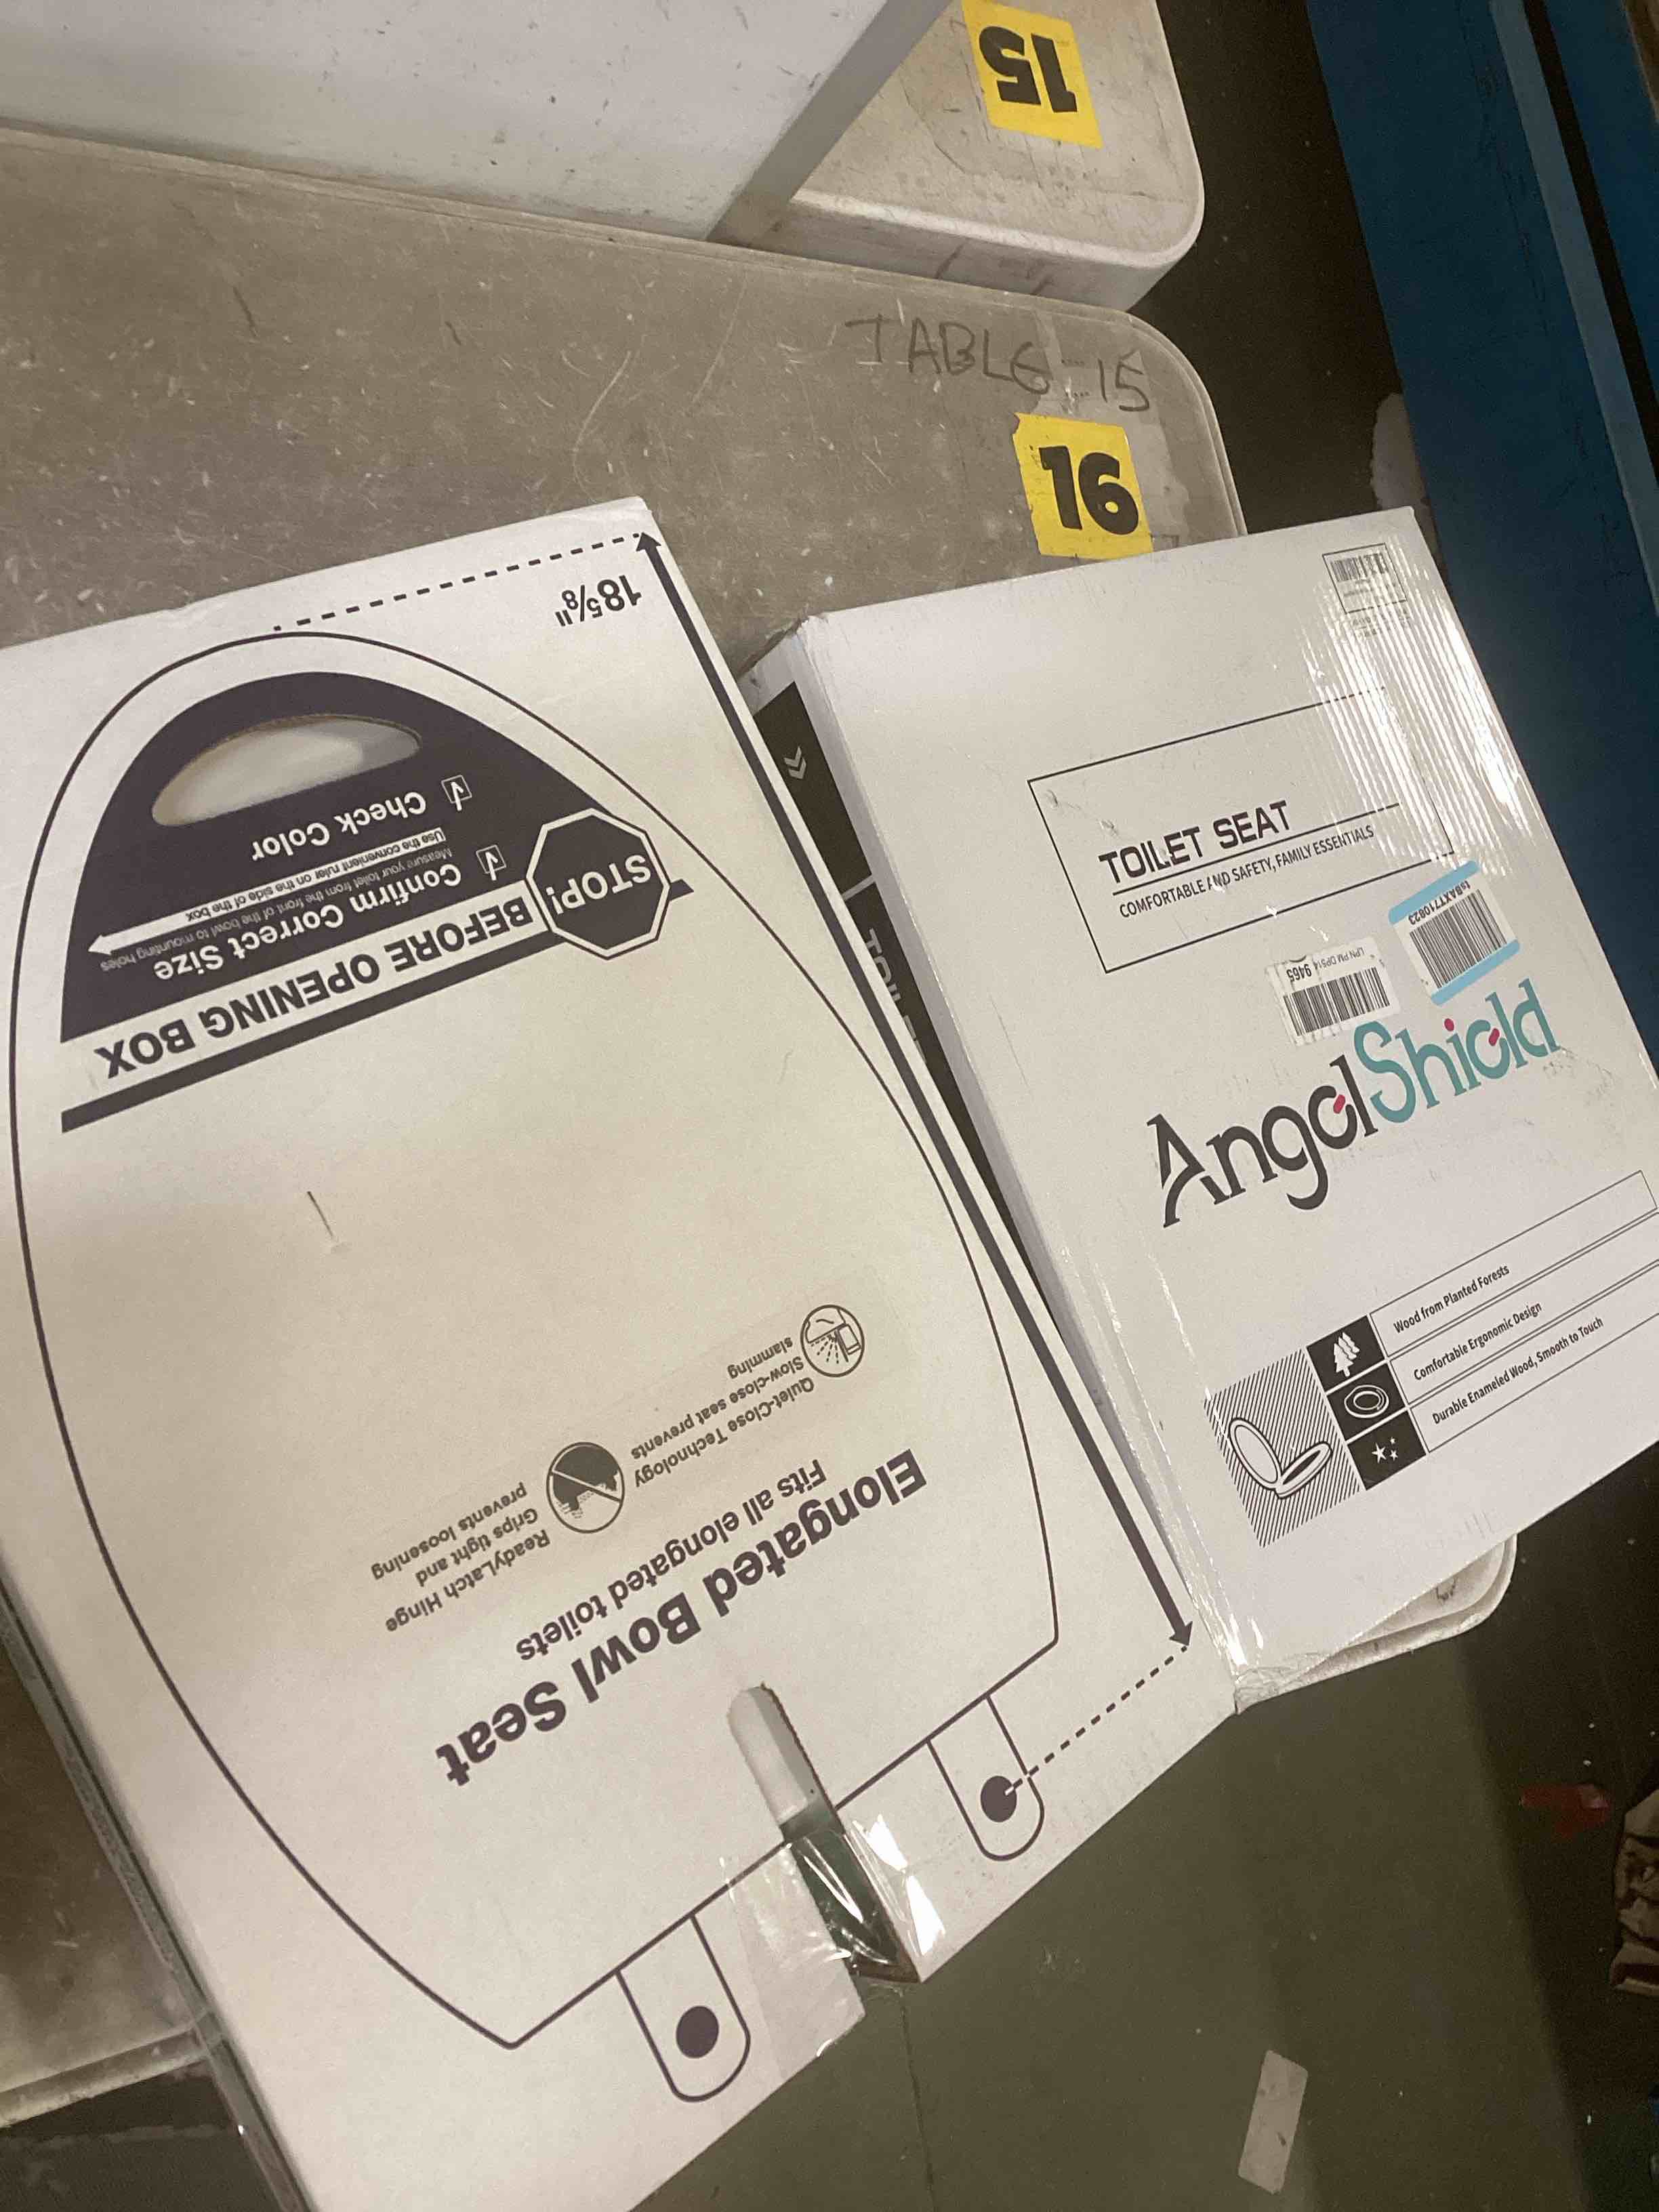 15
TABLE 15
16
18 5/8"
STOP!
BEFORE OPENING BOX
Confirm Correct Size
Measure your toilet from the front of the bowl to mounting holes
Use the convenient ruler on the side of the box
Check Color
Elongated Bowl Seat
Fits all elongated toilets
Quiet-Close Technology
Slow-close seat prevents
slamming
ReadyLatch Hinge
Grips tight and
prevents loosening
TOILET SEAT
COMFORTABLE AND SAFETY,FAMILY ESSENTIALS
9465
tsBAXT710823
AngelShield
Wood from Planted Forests
Comfortable Ergonomic Design
Durable Enameled Wood, Smooth to Touch